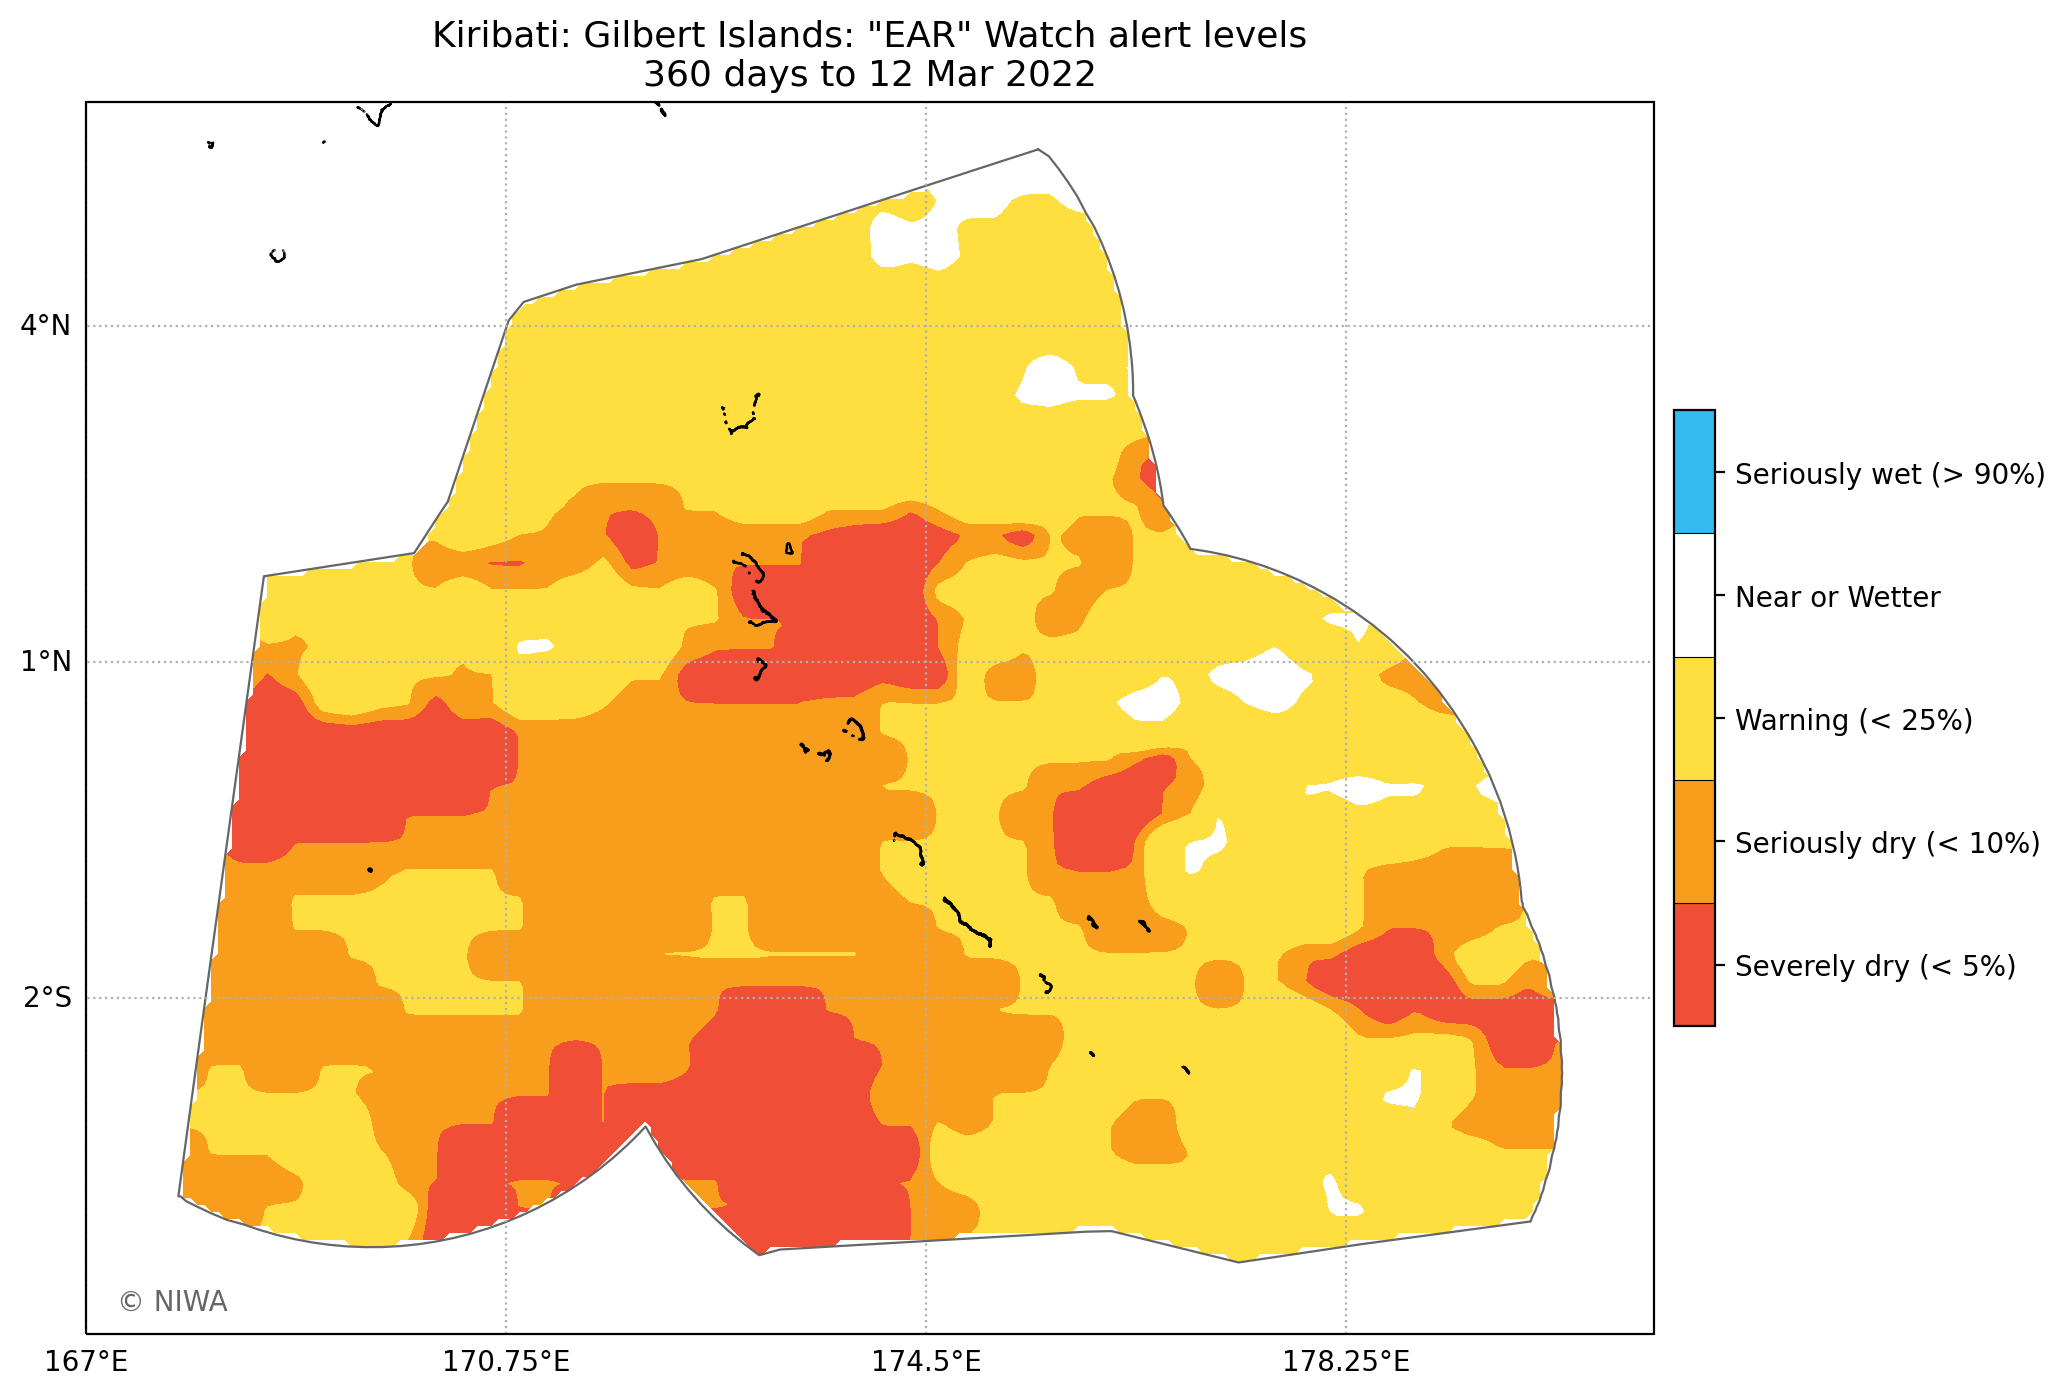 Kiribati: Gilbert Islands: "EAR" Watch alert levels
360 days to 12 Mar 2022
4°N
1°N
2°S
167°E
170.75°E
174.5°E
178.25°E
© NIWA
Seriously wet (> 90%)
Near or Wetter
Warning (< 25%)
Seriously dry (< 10%)
Severely dry (< 5%)